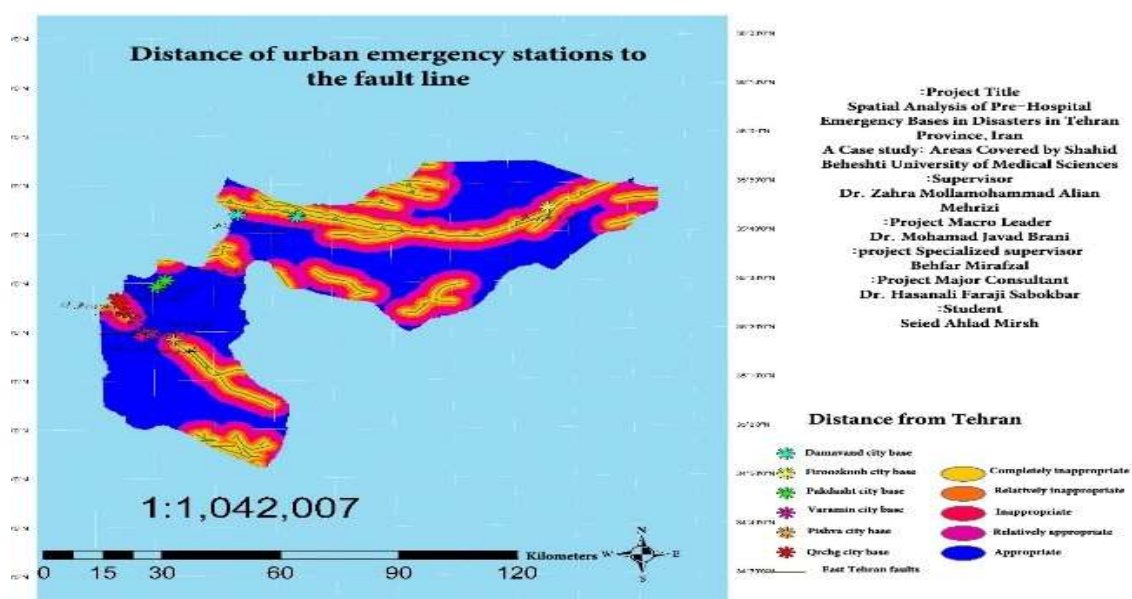 Distance of urban emergency stations to
the fault line
1:1,042,007
Kilometers
0 15 30 60 90 120
N
W E
S
:Project Title
Spatial Analysis of Pre-Hospital
Emergency Bases in Disasters in Tehran
Province, Iran
A Case study: Areas Covered by Shahid
Beheshti University of Medical Sciences
:Supervisor
Dr. Zahra Mollamohammad Alian
Mehrizi
:Project Macro Leader
Dr. Mohamad Javad Brani
:project Specialized supervisor
Behfar Mirafzal
:Project Major Consultant
Dr. Hasanali Faraji Sabokbar
:Student
Seied Ahlad Mirsh
Distance from Tehran
Damavand city base
Firoozkooh city base
Pakdasht city base
Varamin city base
Pishva city base
Qrchg city base
East Tehron faults
Completely inappropriate
Relatively inappropriate
Inappropriate
Relatively appropriate
Appropriate